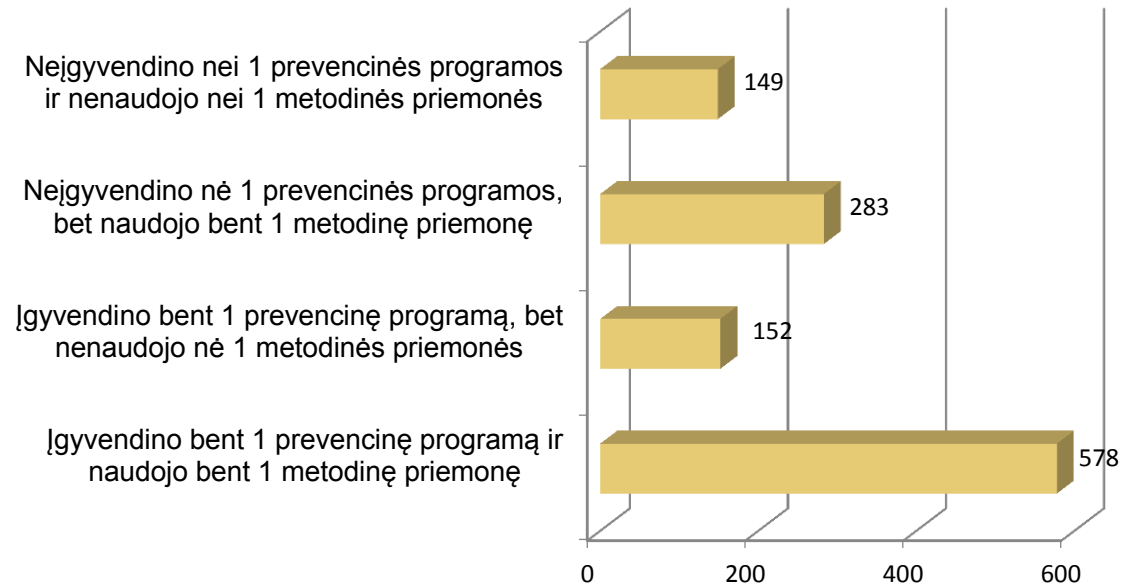 Neįgyvendino nei 1 prevencinės programos
ir nenaudojo nei 1 metodinės priemonės
149
Neįgyvendino nė 1 prevencinės programos,
bet naudojo bent 1 metodinę priemonę
283
Įgyvendino bent 1 prevencinę programą, bet
nenaudojo nė 1 metodinės priemonės
152
Įgyvendino bent 1 prevencinę programą ir
naudojo bent 1 metodinę priemonę
578
0 200 400 600